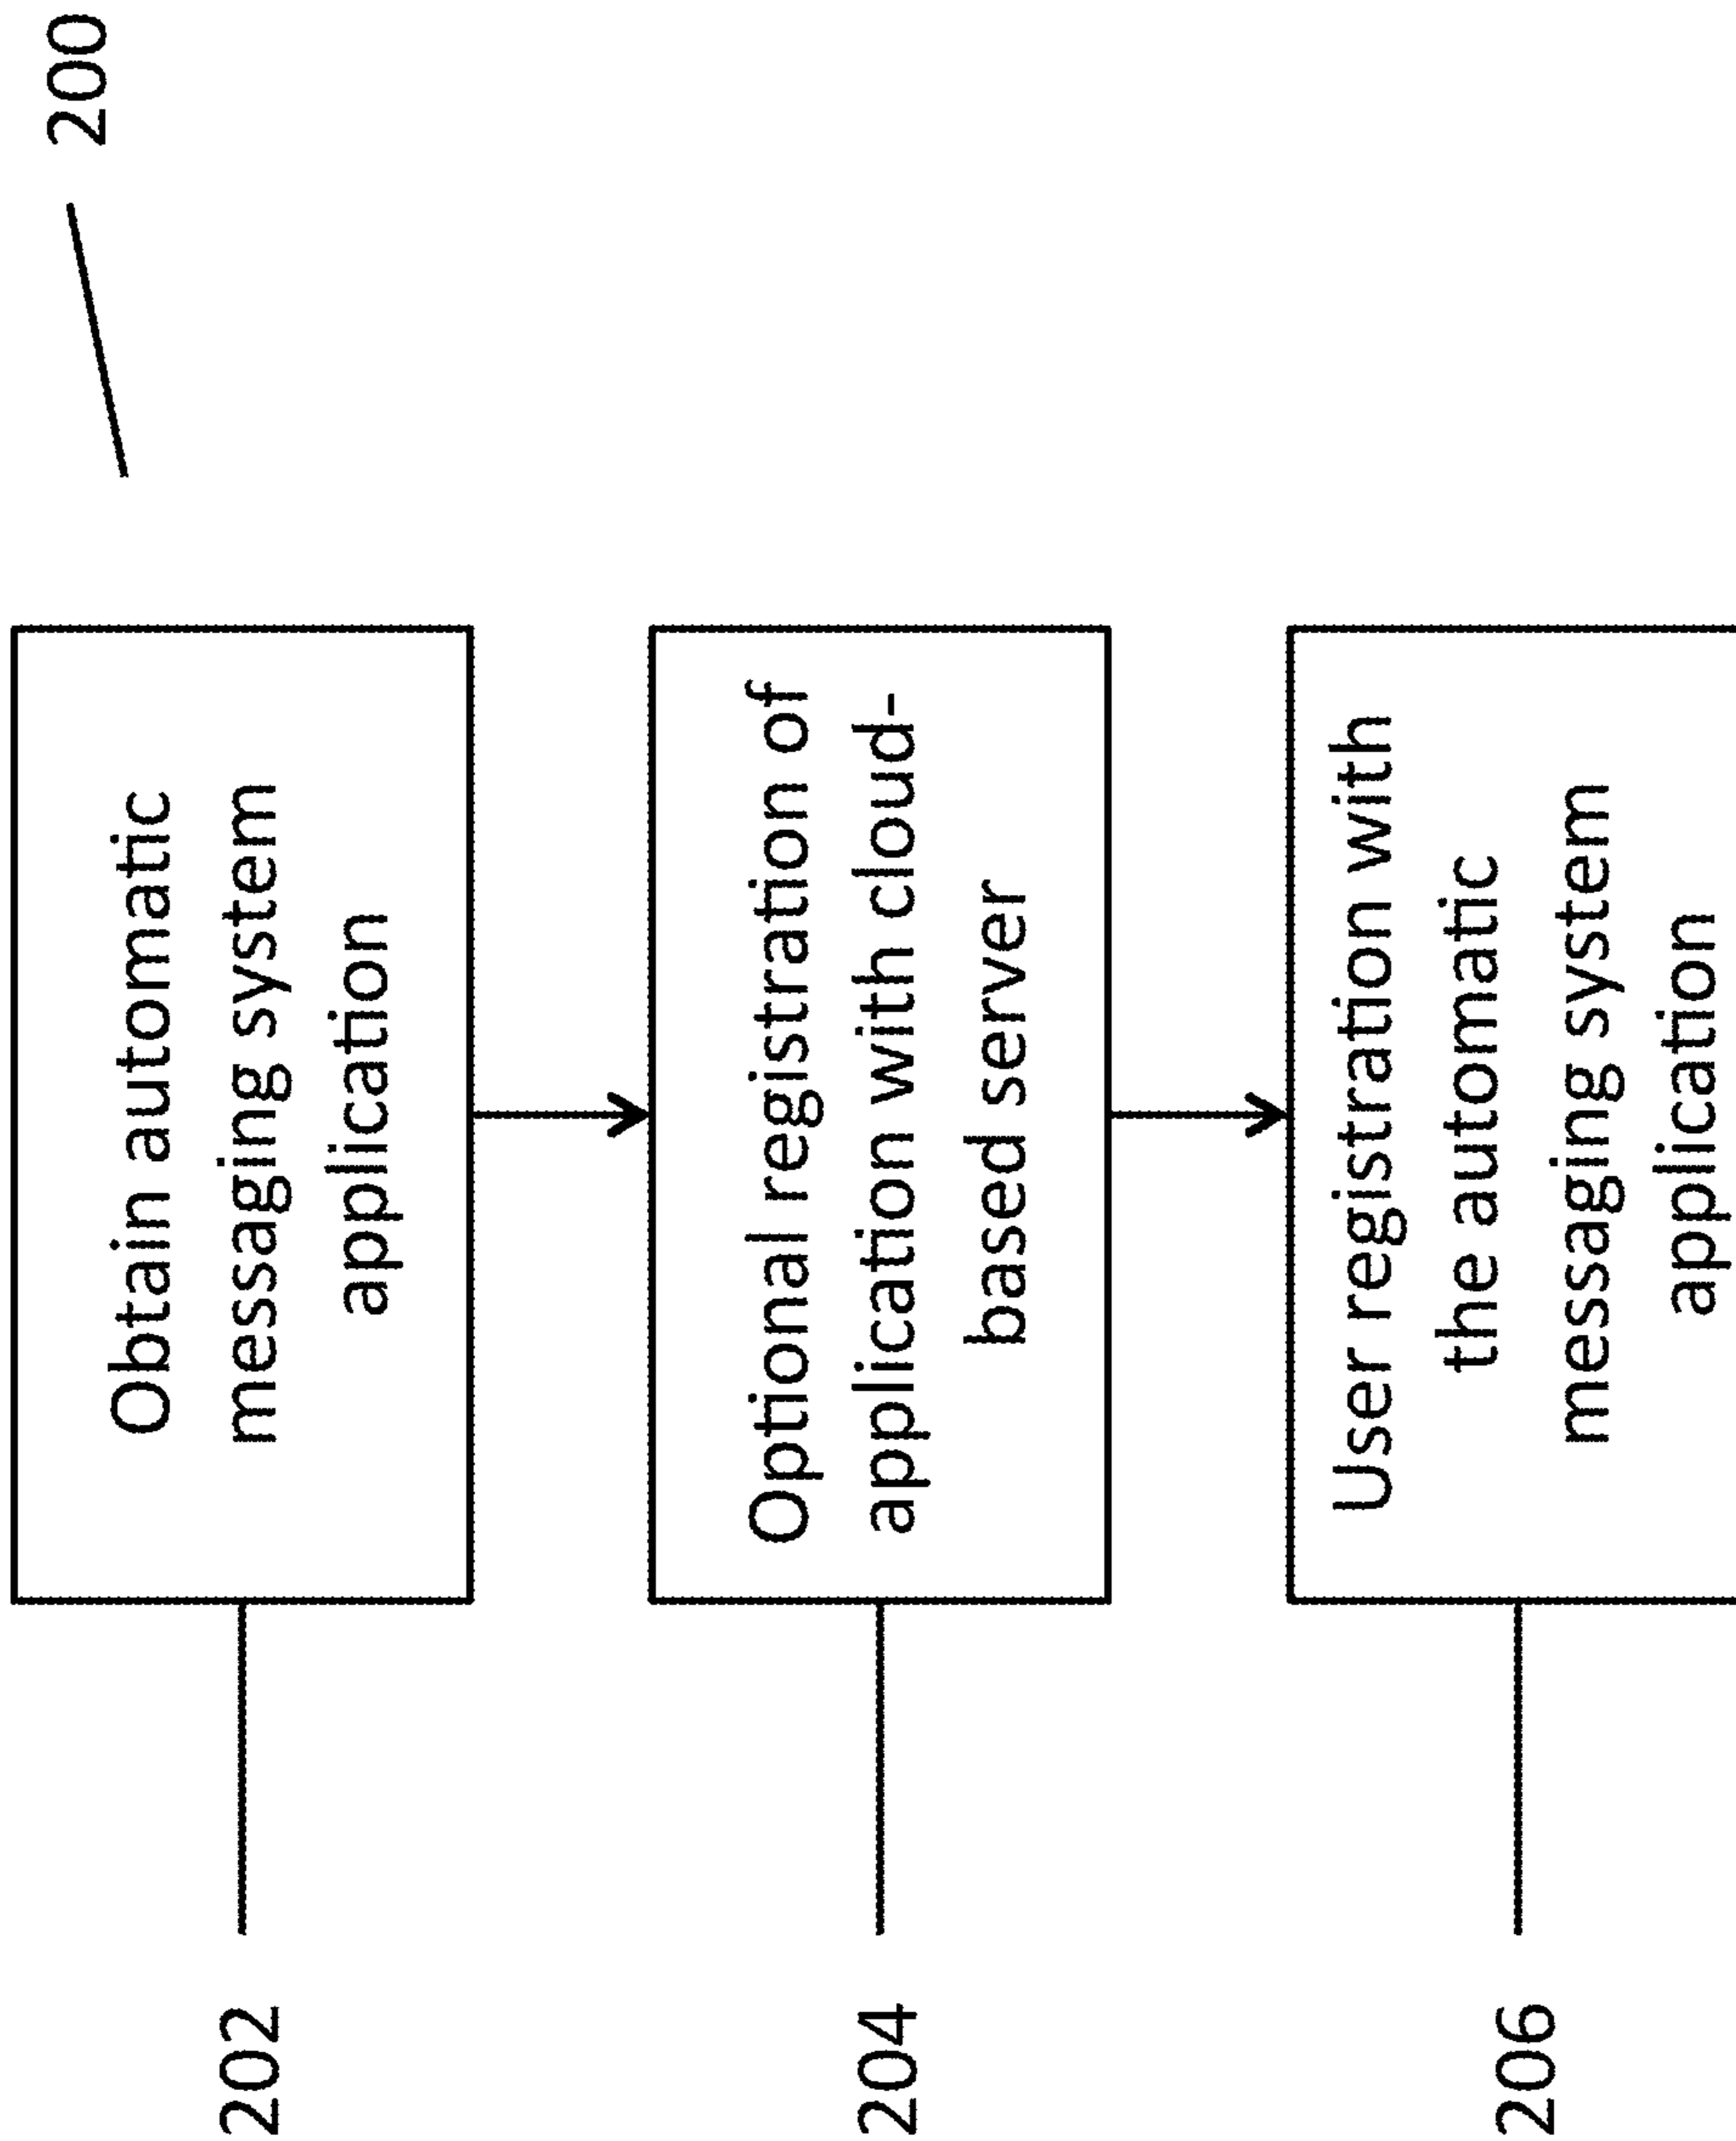 200
202
Obtain automatic
messaging system
application
204
Optional registration of
application with cloud-
based server
206
User registration with
the automatic
messaging system
application